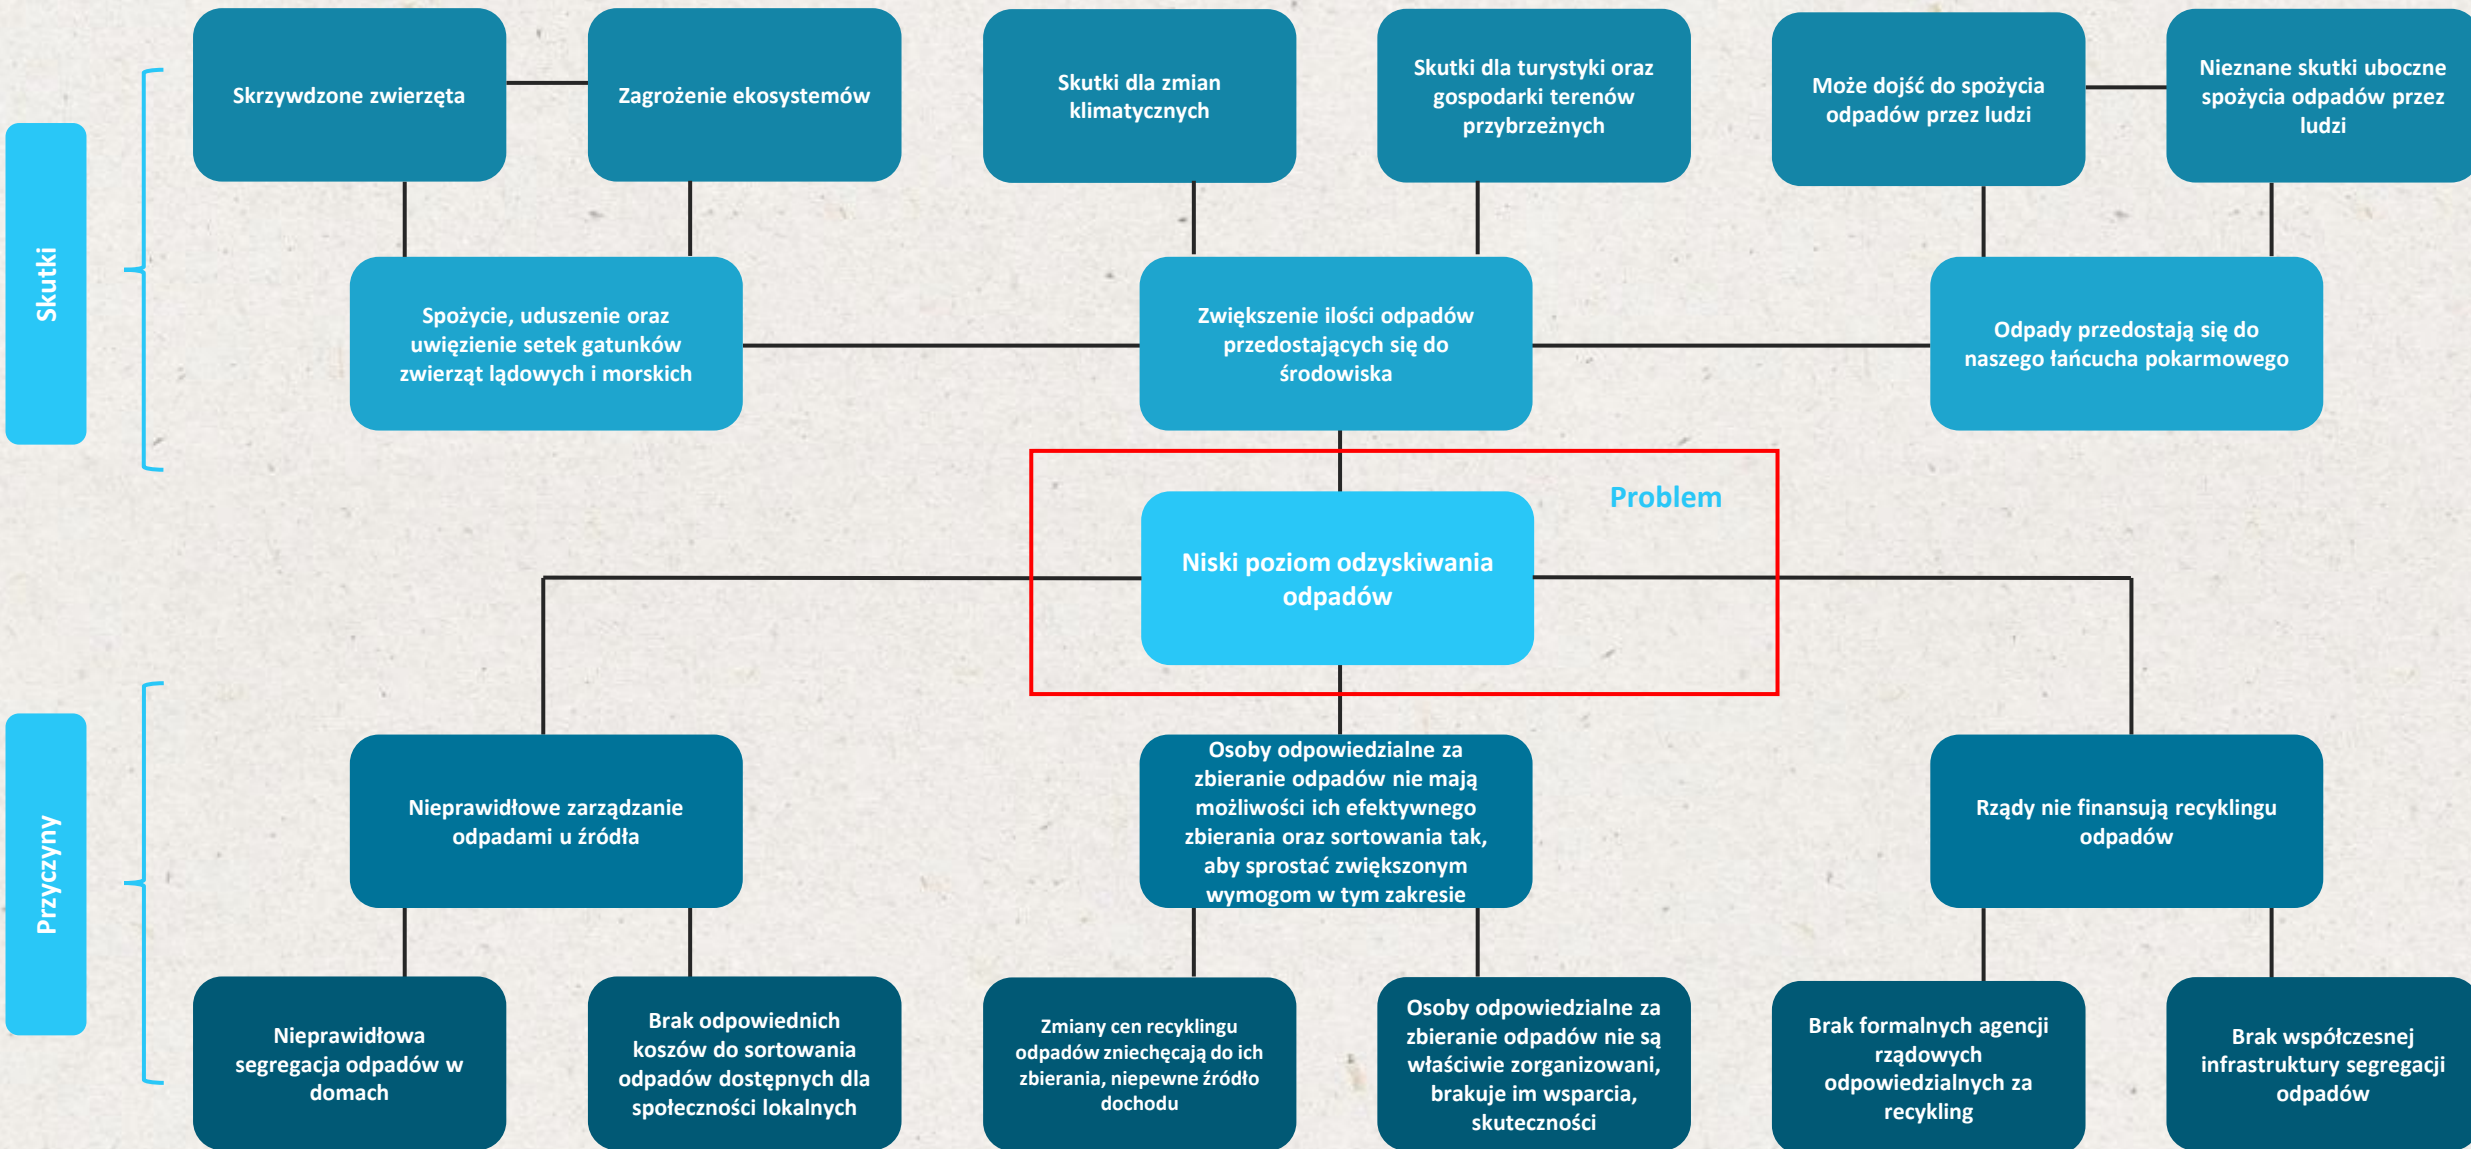 Skrzywdzone zwierzęta
Zagrożenie ekosystemów
Skutki dla zmian
klimatycznych
Skutki dla turystyki oraz
gospodarki terenów
przybrzeżnych
Może dojść do spożycia
odpadów przez ludzi
Nieznane skutki uboczne
spożycia odpadów przez
ludzi
Skutki
Spożycie, uduszenie oraz
uwięzienie setek gatunków
zwierząt lądowych i morskich
Zwiększenie ilości odpadów
przedostających się do
środowiska
Odpady przedostają się do
naszego łańcucha pokarmowego
Problem
Niski poziom odzyskiwania
odpadów
Przyczyny
Nieprawidłowe zarządzanie
odpadami u źródła
Osoby odpowiedzialne za
zbieranie odpadów nie mają
możliwości ich efektywnego
zbierania oraz sortowania tak,
aby sprostać zwiększonym
wymogom w tym zakresie
Rządy nie finansują recyklingu
odpadów
Nieprawidłowa
segregacja odpadów w
domach
Brak odpowiednich
koszów do sortowania
odpadów dostępnych dla
społeczności lokalnych
Zmiany cen recyklingu
odpadów zniechęcają do ich
zbierania, niepewne źródło
dochodu
Osoby odpowiedzialne za
zbieranie odpadów nie są
właściwie zorganizowani,
brakuje im wsparcia,
skuteczności
Brak formalnych agencji
rządowych
odpowiedzialnych za
recykling
Brak współczesnej
infrastruktury segregacji
odpadów